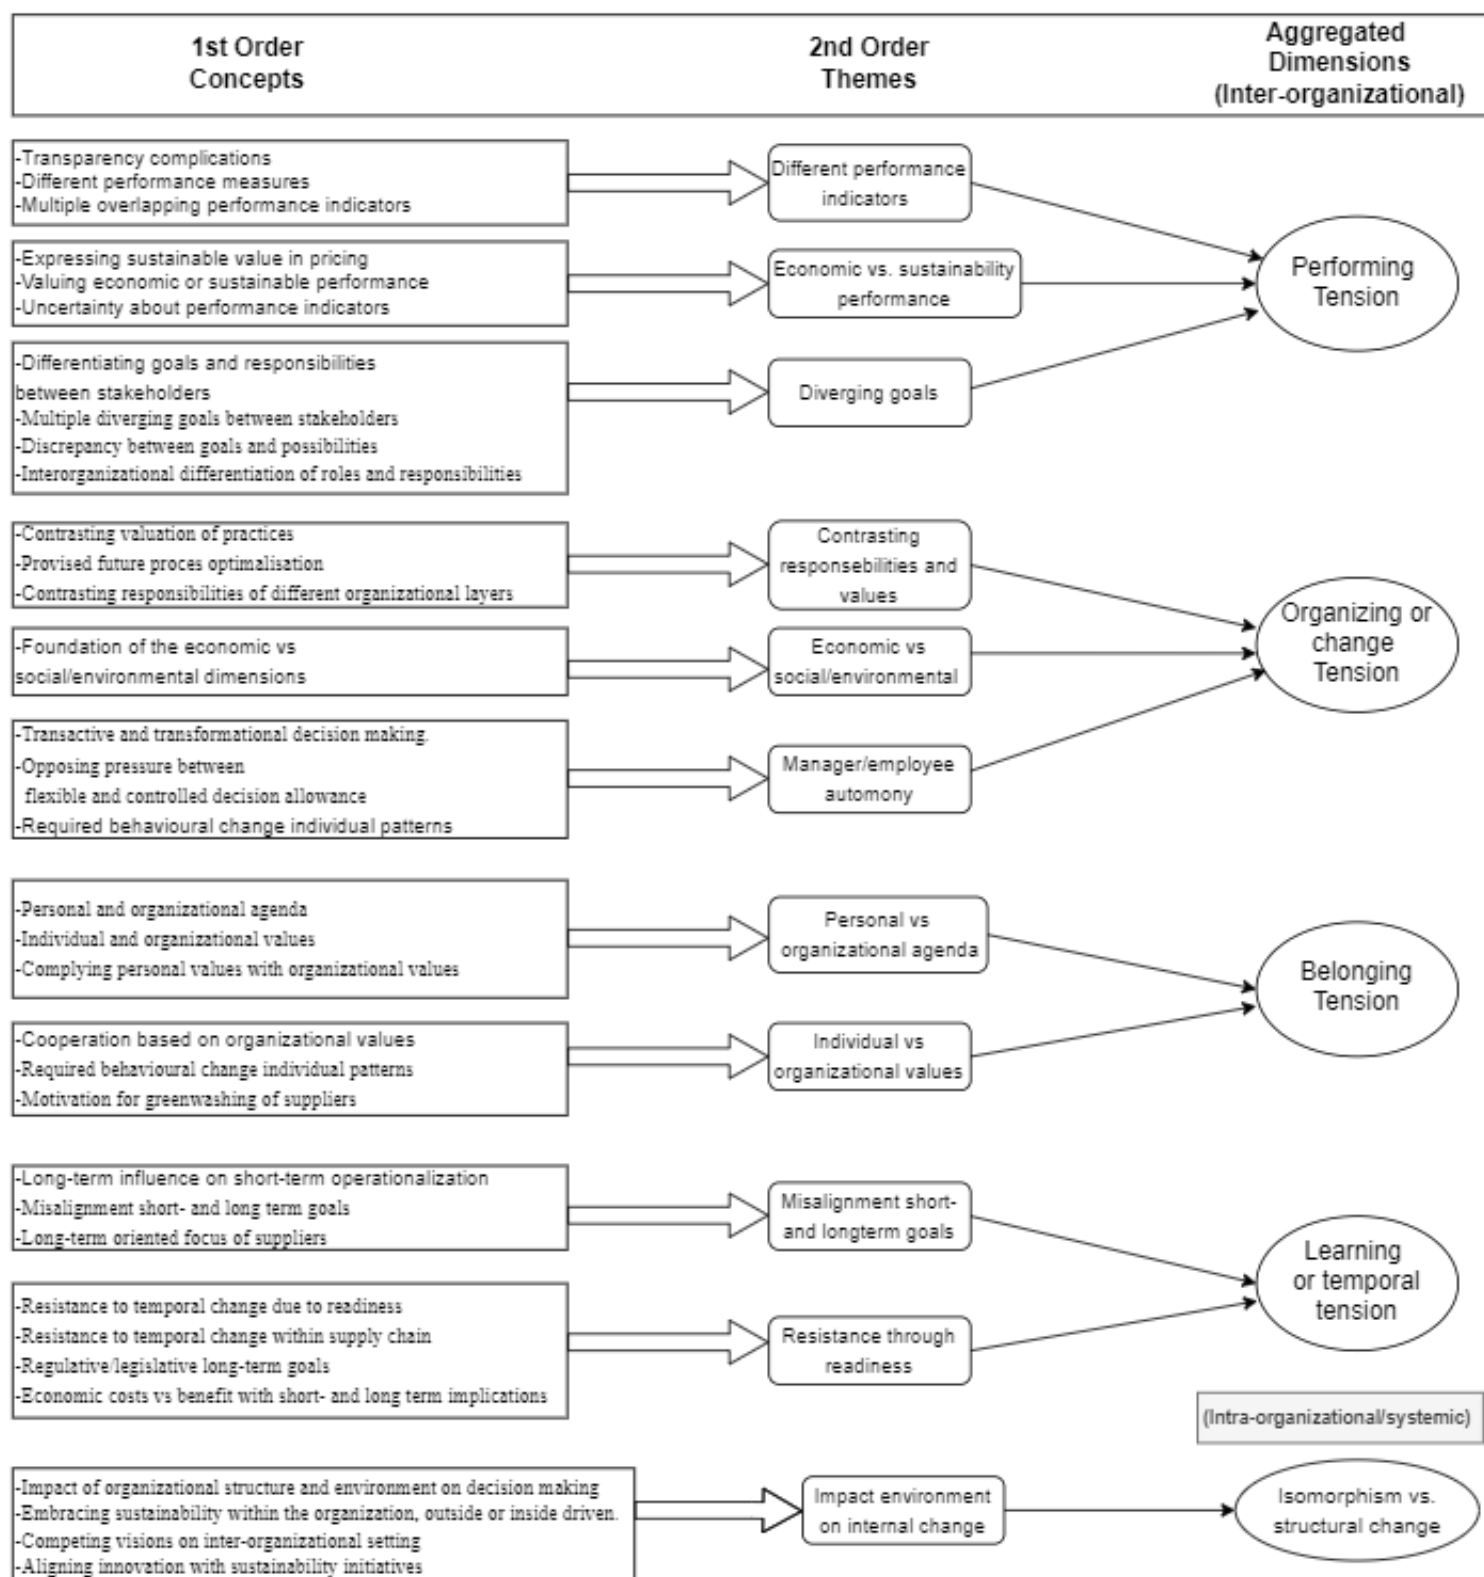 1st Order
Concepts
2nd Order
Themes
Aggregated
Dimensions
(Inter-organizational)
-Transparency complications
-Different performance measures
-Multiple overlapping performance indicators
Different performance
indicators
-Expressing sustainable value in pricing
-Valuing economic or sustainable performance
-Uncertainty about performance indicators
Economic vs. sustainability
performance
-Differentiating goals and responsibilities
between stakeholders
-Multiple diverging goals between stakeholders
-Discrepancy between goals and possibilities
-Interorganizational differentiation of roles and responsibilities
Diverging goals
Performing
Tension
-Contrasting valuation of practices
-Provised future proces optimalisation
-Contrasting responsibilities of different organizational layers
Contrasting
responsebilities and
values
-Foundation of the economic vs
social/environmental dimensions
Economic vs
social/environmental
-Transactive and transformational decision making.
-Opposing pressure between
flexible and controlled decision allowance
-Required behavioural change individual patterns
Manager/employee
automony
Organizing or
change
Tension
-Personal and organizational agenda
-Individual and organizational values
-Complying personal values with organizational values
Personal vs
organizational agenda
-Cooperation based on organizational values
-Required behavioural change individual patterns
-Motivation for greenwashing of suppliers
Individual vs
organizational values
Belonging
Tension
-Long-term influence on short-term operationalization
-Misalignment short- and long term goals
-Long-term oriented focus of suppliers
Misalignment short-
and longterm goals
-Resistance to temporal change due to readiness
-Resistance to temporal change within supply chain
-Regulative/legislative long-term goals
-Economic costs vs benefit with short- and long term implications
Resistance through
readiness
Learning
or temporal
tension
(Intra-organizational/systemic)
-Impact of organizational structure and environment on decision making
-Embracing sustainability within the organization, outside or inside driven.
-Competing visions on inter-organizational setting
-Aligning innovation with sustainability initiatives
Impact environment
on internal change
Isomorphism vs.
structural change